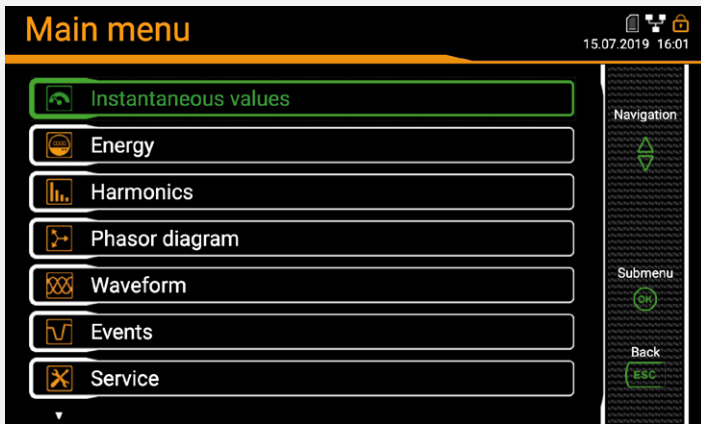 Main menu
15.07.2019 16:01
Instantaneous values
Navigation
Energy
Harmonics
Phasor diagram
Waveform
Submenu
OK
Events
Back
ESC
Service